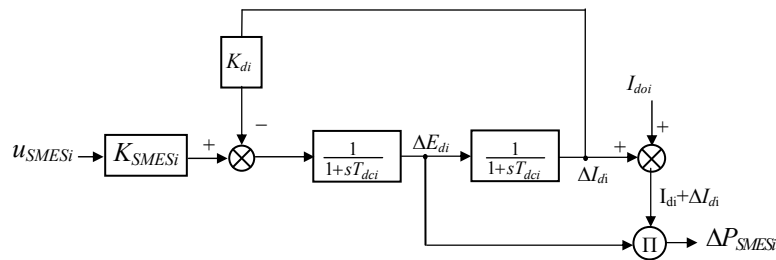 K_di
I_doi
−
+
u_SMESi
K_SMESi
+
1
1+sT_dci
ΔE_di
1
1+sT_dci
+
ΔI_di
I_di+ΔI_di
Π
ΔP_SMESi